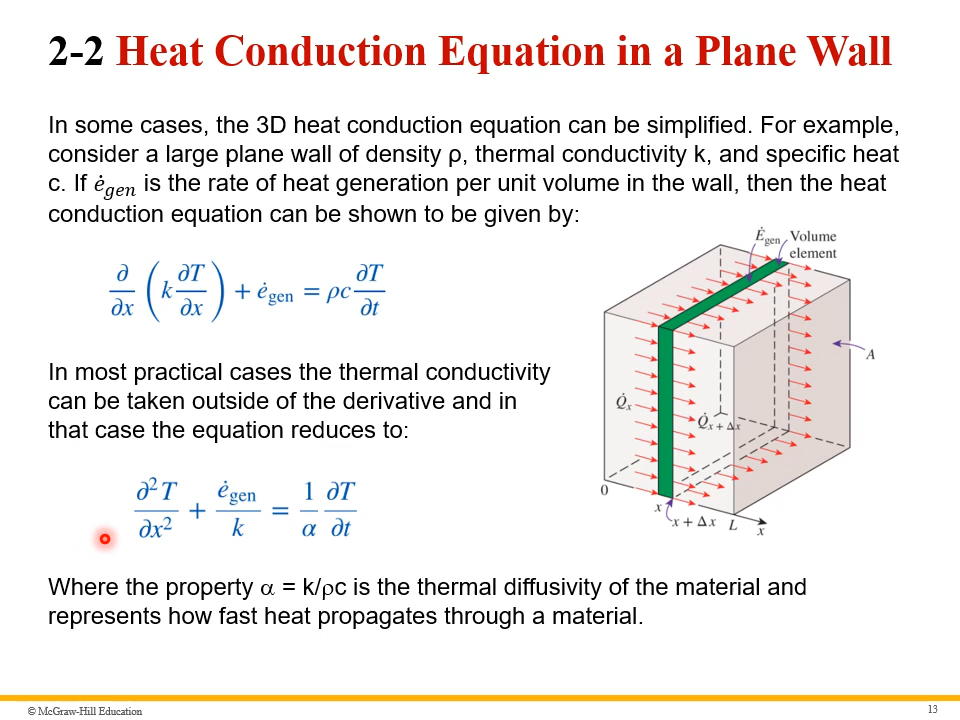 2-2 Heat Conduction Equation in a Plane Wall
In some cases, the 3D heat conduction equation can be simplified. For example,
consider a large plane wall of density ρ, thermal conductivity k, and specific heat
c. If ė_gen is the rate of heat generation per unit volume in the wall, then the heat
conduction equation can be shown to be given by:
∂/∂x (k ∂T/∂x) + ė_gen = ρc ∂T/∂t
Ė_gen
Volume
element
A
Q̇_x
Q̇_x + Δx
0
x
x + Δx
L
x
In most practical cases the thermal conductivity
can be taken outside of the derivative and in
that case the equation reduces to:
∂²T/∂x² + ė_gen/k = 1/α ∂T/∂t
Where the property α = k/ρc is the thermal diffusivity of the material and
represents how fast heat propagates through a material.
© McGraw-Hill Education
13